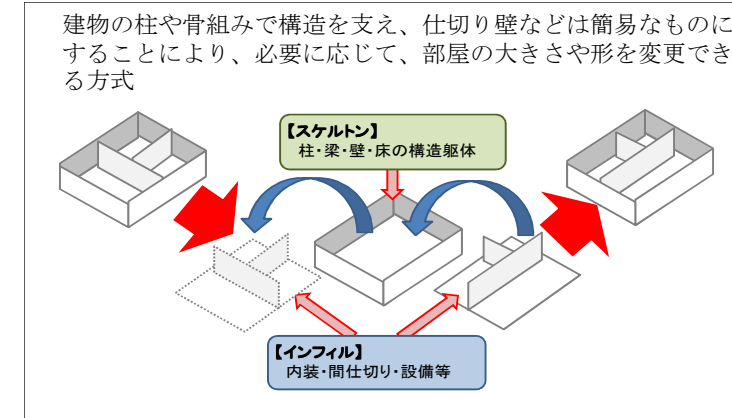 建物の柱や骨組みで構造を支え、仕切り壁などは簡易なものに
することにより、必要に応じて、部屋の大きさや形を変更でき
る方式
【スケルトン】
柱・梁・壁・床の構造躯体
【インフィル】
内装・間仕切り・設備等